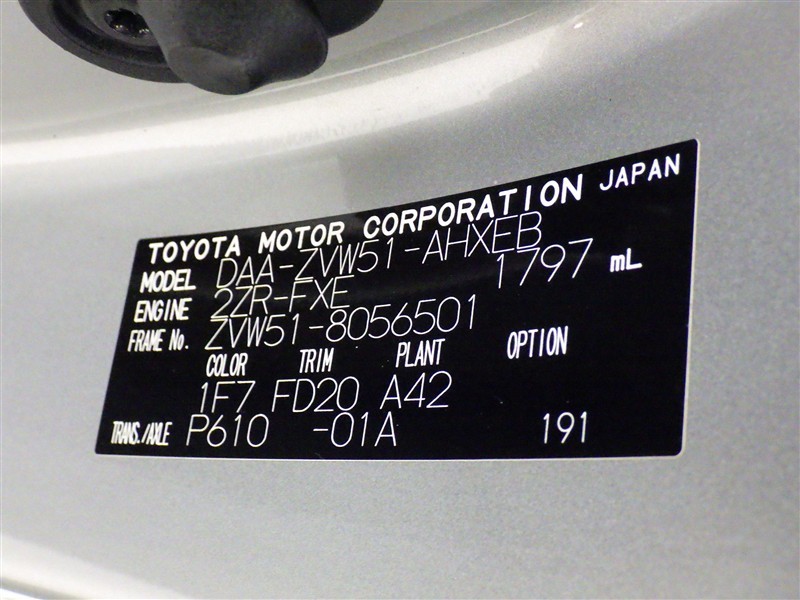 TOYOTA MOTOR CORPORATION JAPAN
MODEL DAA-ZVW51-AHXEB
ENGINE 2ZR-FXE 1797 mL
FRAME No. ZVW51-8056501
COLOR TRIM PLANT OPTION
1F7 FD20 A42
TRANS./AXLE P610 -01A 191